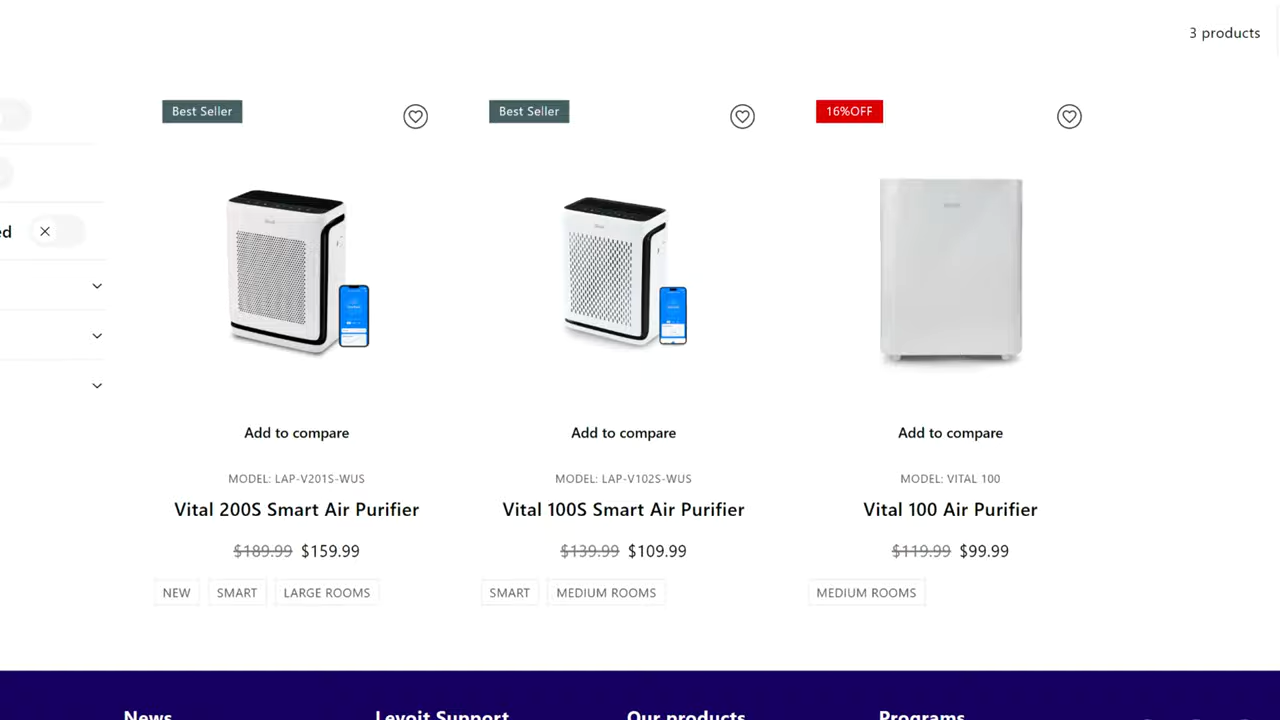 3 products
Best Seller
Best Seller
16%OFF
ed
Add to compare
Add to compare
Add to compare
MODEL: LAP-V201S-WUS
MODEL: LAP-V102S-WUS
MODEL: VITAL 100
Vital 200S Smart Air Purifier
Vital 100S Smart Air Purifier
Vital 100 Air Purifier
$189.99 $159.99
$139.99 $109.99
$119.99 $99.99
NEW SMART LARGE ROOMS
SMART MEDIUM ROOMS
MEDIUM ROOMS
News
Levoit Support
Our products
Programs